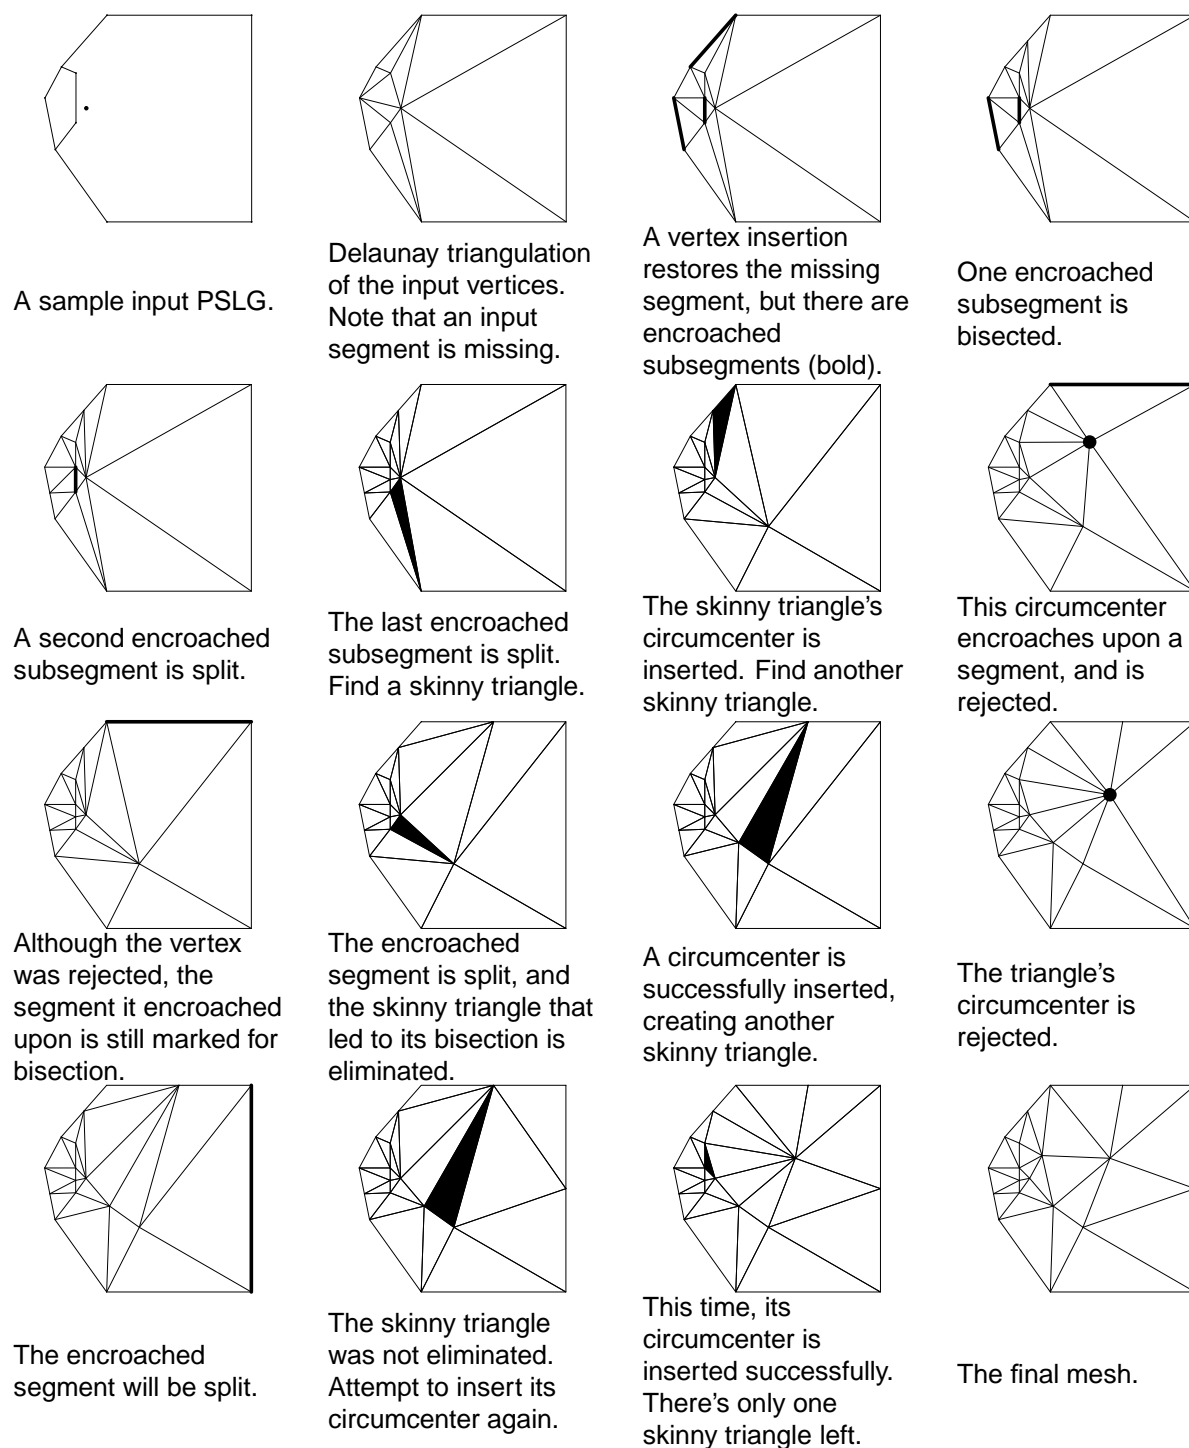 A sample input PSLG.
Delaunay triangulation
of the input vertices.
Note that an input
segment is missing.
A vertex insertion
restores the missing
segment, but there are
encroached
subsegments (bold).
One encroached
subsegment is
bisected.
A second encroached
subsegment is split.
The last encroached
subsegment is split.
Find a skinny triangle.
The skinny triangle's
circumcenter is
inserted. Find another
skinny triangle.
This circumcenter
encroaches upon a
segment, and is
rejected.
Although the vertex
was rejected, the
segment it encroached
upon is still marked for
bisection.
The encroached
segment is split, and
the skinny triangle that
led to its bisection is
eliminated.
A circumcenter is
successfully inserted,
creating another
skinny triangle.
The triangle's
circumcenter is
rejected.
The encroached
segment will be split.
The skinny triangle
was not eliminated.
Attempt to insert its
circumcenter again.
This time, its
circumcenter is
inserted successfully.
There's only one
skinny triangle left.
The final mesh.